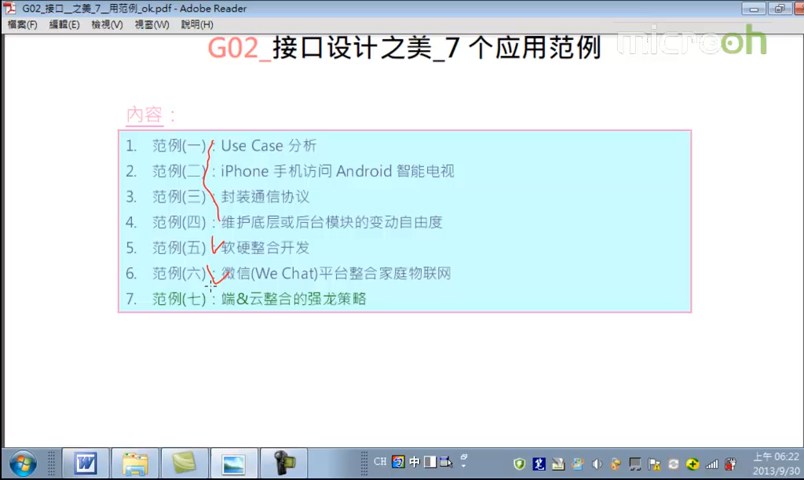 G02_接口__之美_7__用范例_ok.pdf - Adobe Reader
檔案(F) 編輯(E) 檢視(V) 視窗(W) 說明(H)
microoh
G02_接口设计之美_7 个应用范例
內容：
1. 范例(一)：Use Case 分析
2. 范例(二)：iPhone 手机访问 Android 智能电视
3. 范例(三)：封装通信协议
4. 范例(四)：维护底层或后台模块的变动自由度
5. 范例(五)：软硬整合开发
6. 范例(六)：微信(We Chat)平台整合家庭物联网
7. 范例(七)：端&云整合的强龙策略
CH 中
上午 06:22
2013/9/30